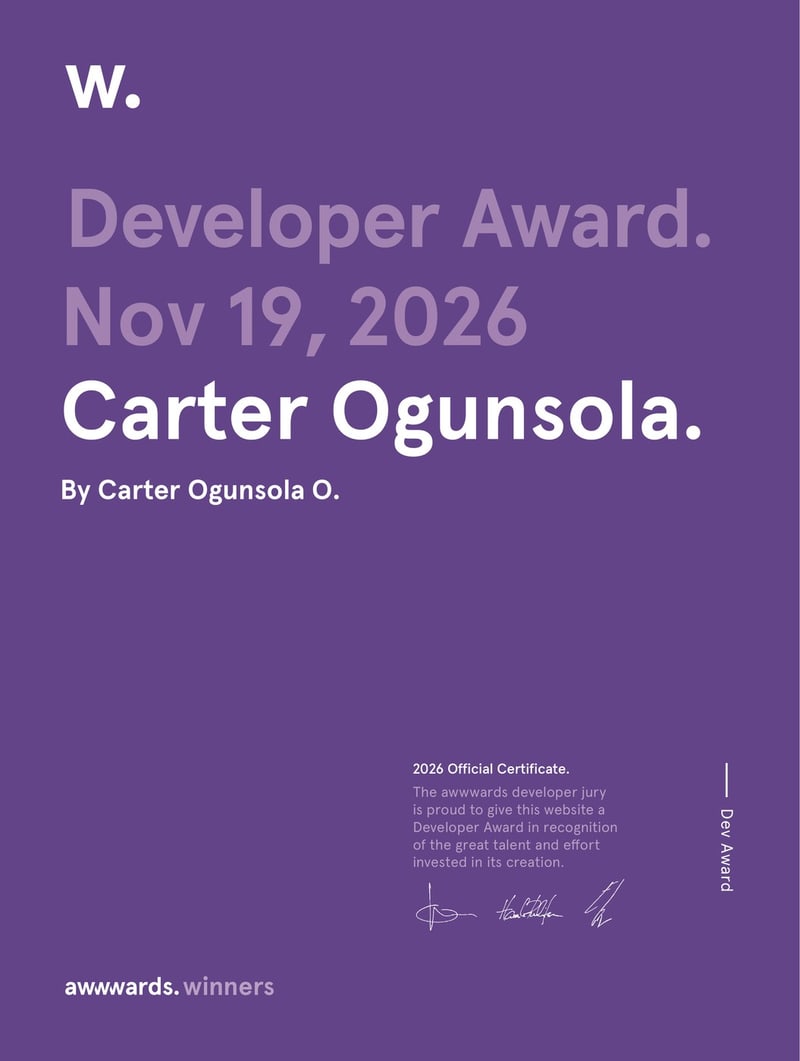 w.
Developer Award.
Nov 19, 2026
Carter Ogunsola.
By Carter Ogunsola O.
2026 Official Certificate.
The awwwards developer jury
is proud to give this website a
Developer Award in recognition
of the great talent and effort
invested in its creation.
Dev Award
awwwards.winners